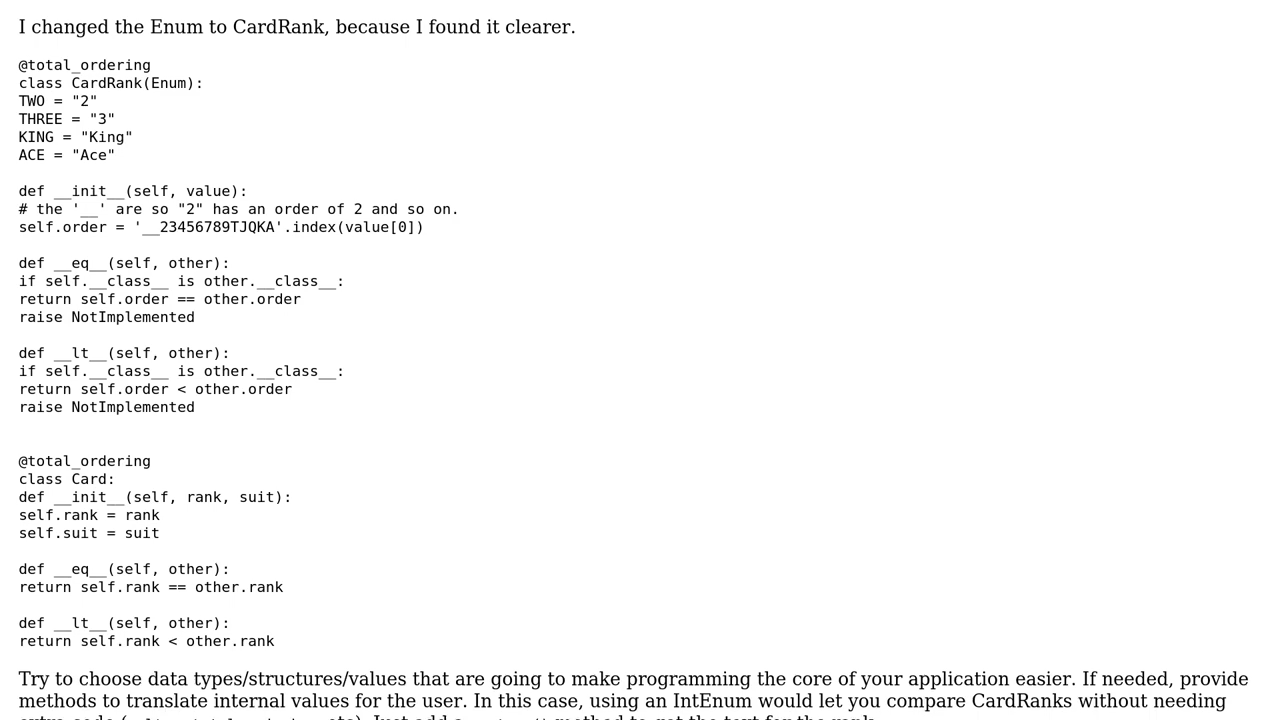 I changed the Enum to CardRank, because I found it clearer.
@total_ordering
class CardRank(Enum):
TWO = "2"
THREE = "3"
KING = "King"
ACE = "Ace"
def __init__(self, value):
# the '__' are so "2" has an order of 2 and so on.
self.order = '__23456789TJQKA'.index(value[0])
def __eq__(self, other):
if self.__class__ is other.__class__:
return self.order == other.order
raise NotImplemented
def __lt__(self, other):
if self.__class__ is other.__class__:
return self.order < other.order
raise NotImplemented
@total_ordering
class Card:
def __init__(self, rank, suit):
self.rank = rank
self.suit = suit
def __eq__(self, other):
return self.rank == other.rank
def __lt__(self, other):
return self.rank < other.rank
Try to choose data types/structures/values that are going to make programming the core of your application easier. If needed, provide
methods to translate internal values for the user. In this case, using an IntEnum would let you compare CardRanks without needing